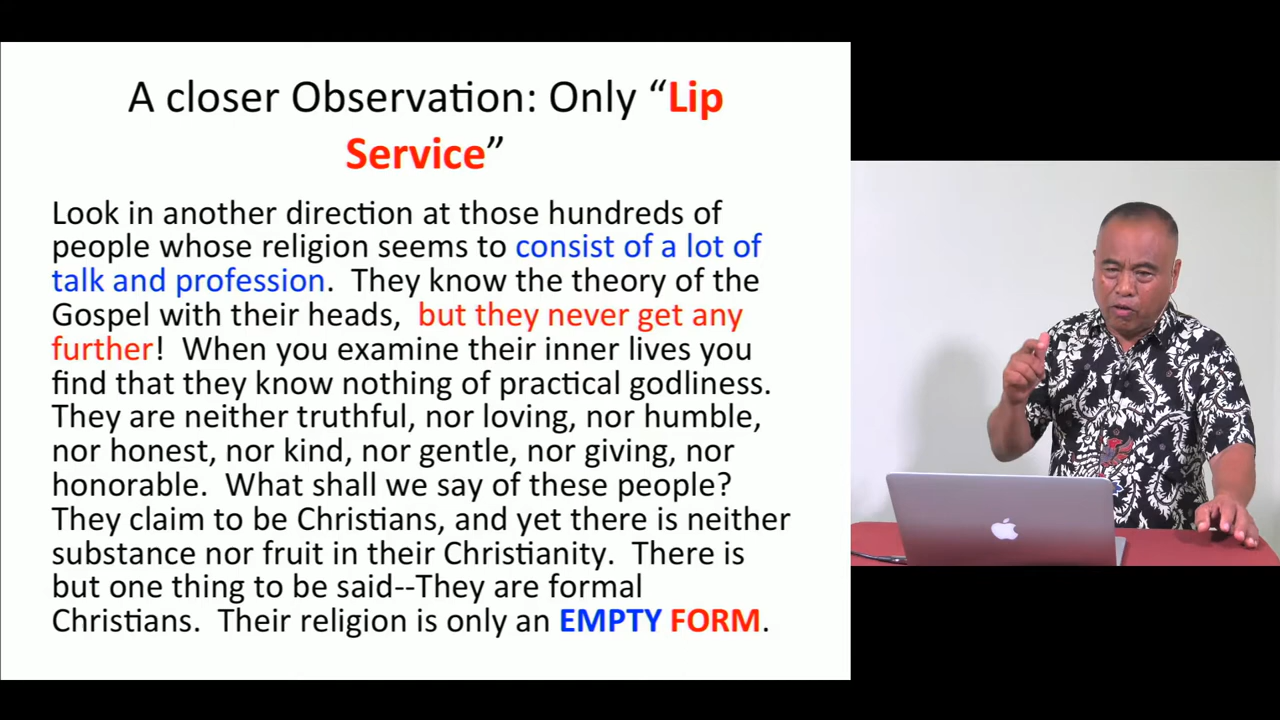 A closer Observation: Only “Lip
Service”
Look in another direction at those hundreds of
people whose religion seems to consist of a lot of
talk and profession.  They know the theory of the
Gospel with their heads,  but they never get any
further!  When you examine their inner lives you
find that they know nothing of practical godliness.
They are neither truthful, nor loving, nor humble,
nor honest, nor kind, nor gentle, nor giving, nor
honorable.  What shall we say of these people?
They claim to be Christians, and yet there is neither
substance nor fruit in their Christianity.  There is
but one thing to be said--They are formal
Christians.  Their religion is only an EMPTY FORM.